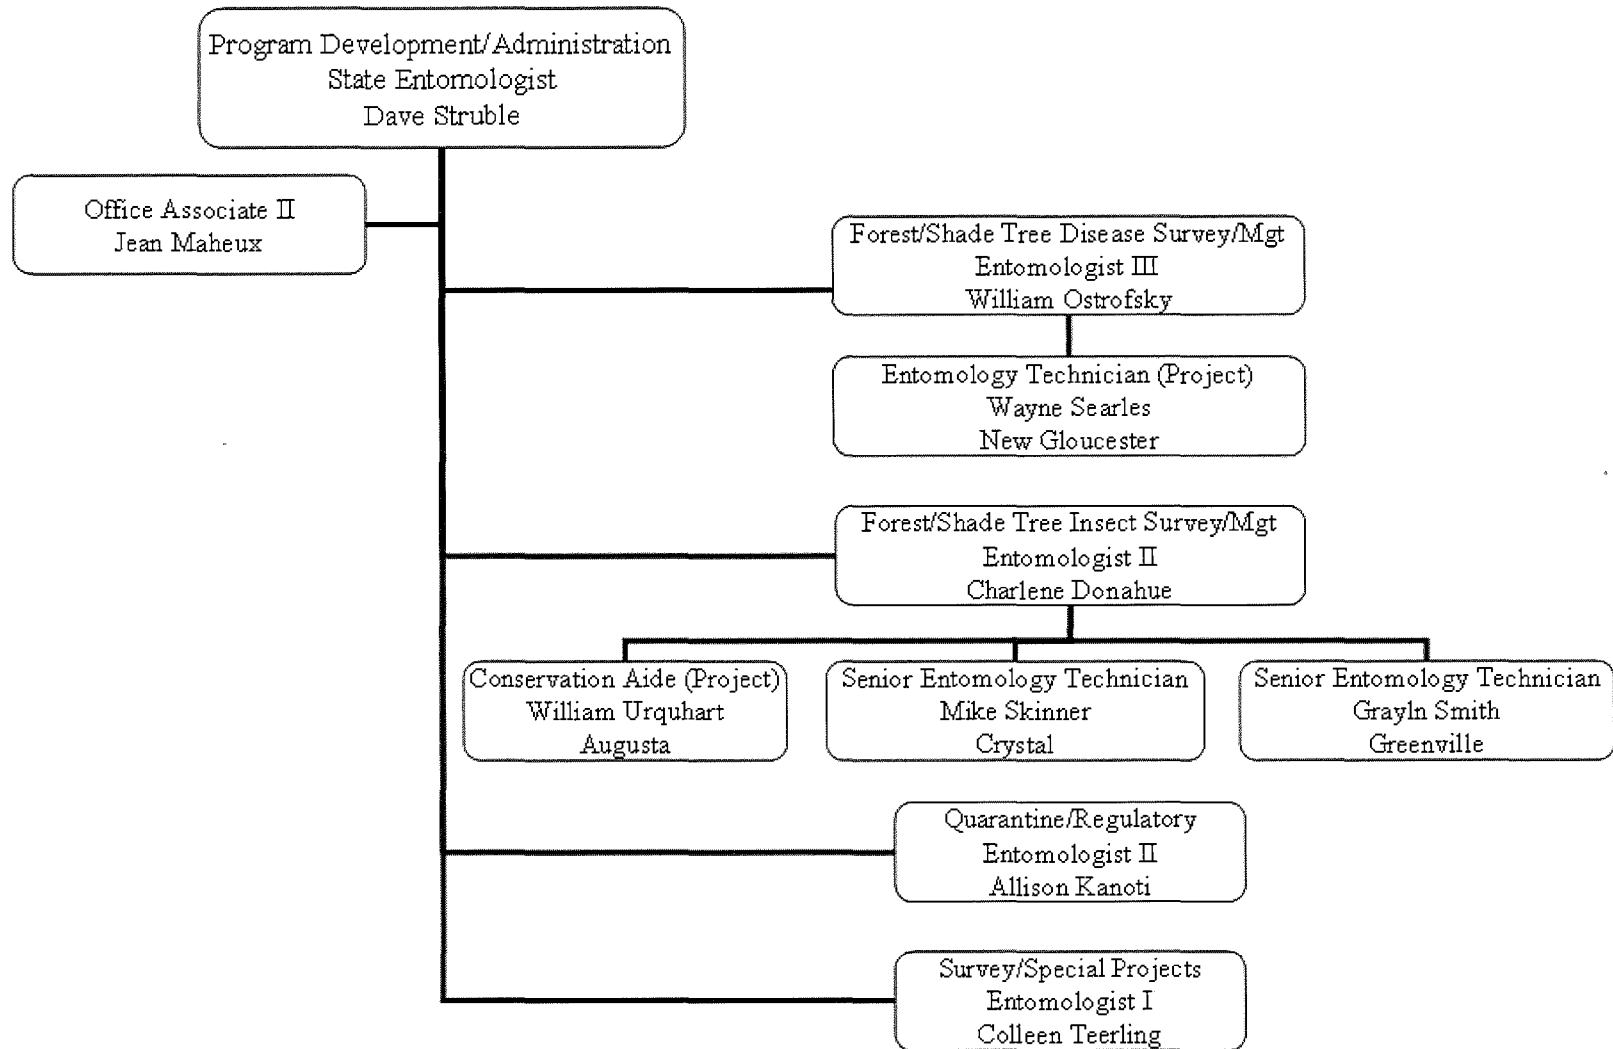 Program Development/Administration
State Entomologist
Dave Struble
Office Associate II
Jean Maheux
Forest/Shade Tree Disease Survey/Mgt
Entomologist III
William Ostrofsky
Entomology Technician (Project)
Wayne Searles
New Gloucester
Forest/Shade Tree Insect Survey/Mgt
Entomologist II
Charlene Donahue
Conservation Aide (Project)
William Urquhart
Augusta
Senior Entomology Technician
Mike Skinner
Crystal
Senior Entomology Technician
Grayln Smith
Greenville
Quarantine/Regulatory
Entomologist II
Allison Kanoti
Survey/Special Projects
Entomologist I
Colleen Teerling